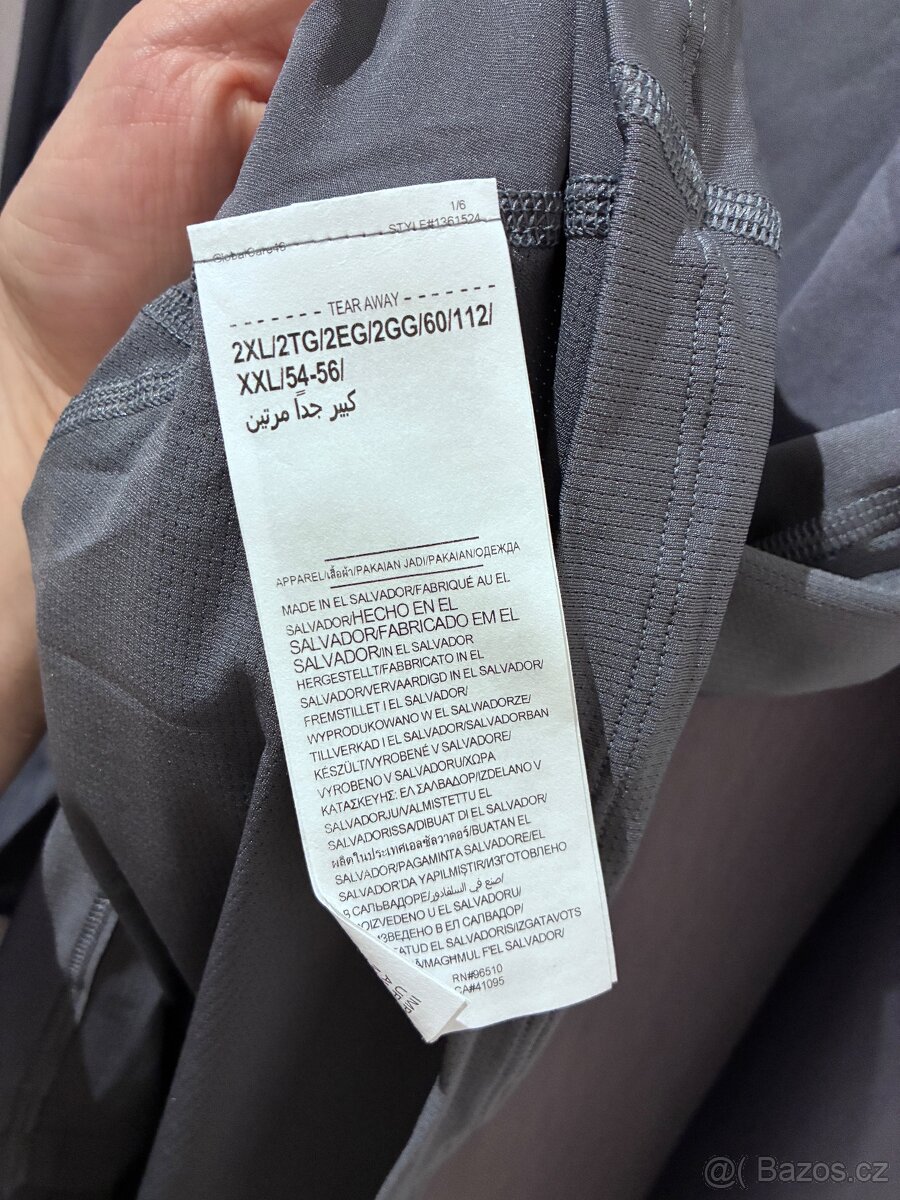 1/6
STYLE#1361524
GlobalCare46
TEAR AWAY
2XL/2TG/2EG/2GG/60/112/
XXL/54-56/
كبير جداً مرتين
APPAREL/เสื้อผ้า/PAKAIAN JADI/PAKAIAN/ОДЕЖДА
MADE IN EL SALVADOR/FABRIQUÉ AU EL
SALVADOR/HECHO EN EL
SALVADOR/FABRICADO EM EL
SALVADOR/IN EL SALVADOR
HERGESTELLT/FABBRICATO IN EL
SALVADOR/VERVAARDIGD IN EL SALVADOR/
FREMSTILLET I EL SALVADOR/
WYPRODUKOWANO W EL SALWADORZE/
TILLVERKAD I EL SALVADOR/SALVADORBAN
KÉSZÜLT/VYROBENÉ V SALVADORE/
VYROBENO V SALVADORU/ΧΩΡΑ
ΚΑΤΑΣΚΕΥΗΣ: ΕΛ ΣΑΛΒΑΔΟΡ/IZDELANO V
SALVADORJU/VALMISTETTU EL
SALVADORISSA/DIBUAT DI EL SALVADOR/
ผลิตในประเทศเอลซัลวาดอร์/BUATAN EL
SALVADOR/PAGAMINTA SALVADORE/EL
SALVADOR'DA YAPILMIŞTIR/ИЗГОТОВЛЕНО
В САЛЬВАДОРЕ/صنع في السلفادور/
OIZVEDENO U EL SALVADORU/
ЗВЕДЕНО В ЕЛ САЛВАДОР/
ATUD EL SALVADORIS/IZGATAVOTS
/MAGHMUL F'EL SALVADOR/
RN#96510
CA#41095
@( Bazos.cz